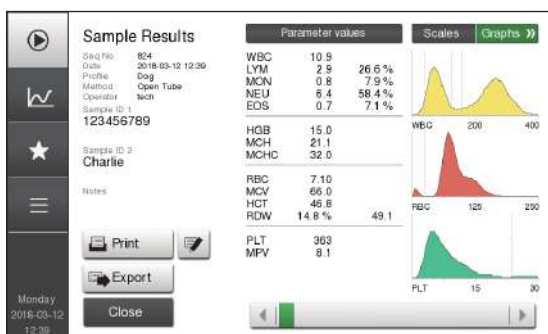 Sample Results
Seq No 824
Date 2018-03-12 12:39
Profile Dog
Method Open Tube
Operator tech
Sample ID 1
123456789
Sample ID 2
Charlie
Notes
Print
Export
Close
Monday
2018-03-12
12:39
Parameter values
WBC 10.9
LYM 2.9 26.6 %
MON 0.8 7.9 %
NEU 6.4 58.4 %
EOS 0.7 7.1 %
HGB 15.0
MCH 21.1
MCHC 32.0
RBC 7.10
MCV 66.0
HCT 46.8
RDW 14.8 % 49.1
PLT 363
MPV 8.1
Scales Graphs »
WBC 200 400
RBC 125 250
PLT 15 30